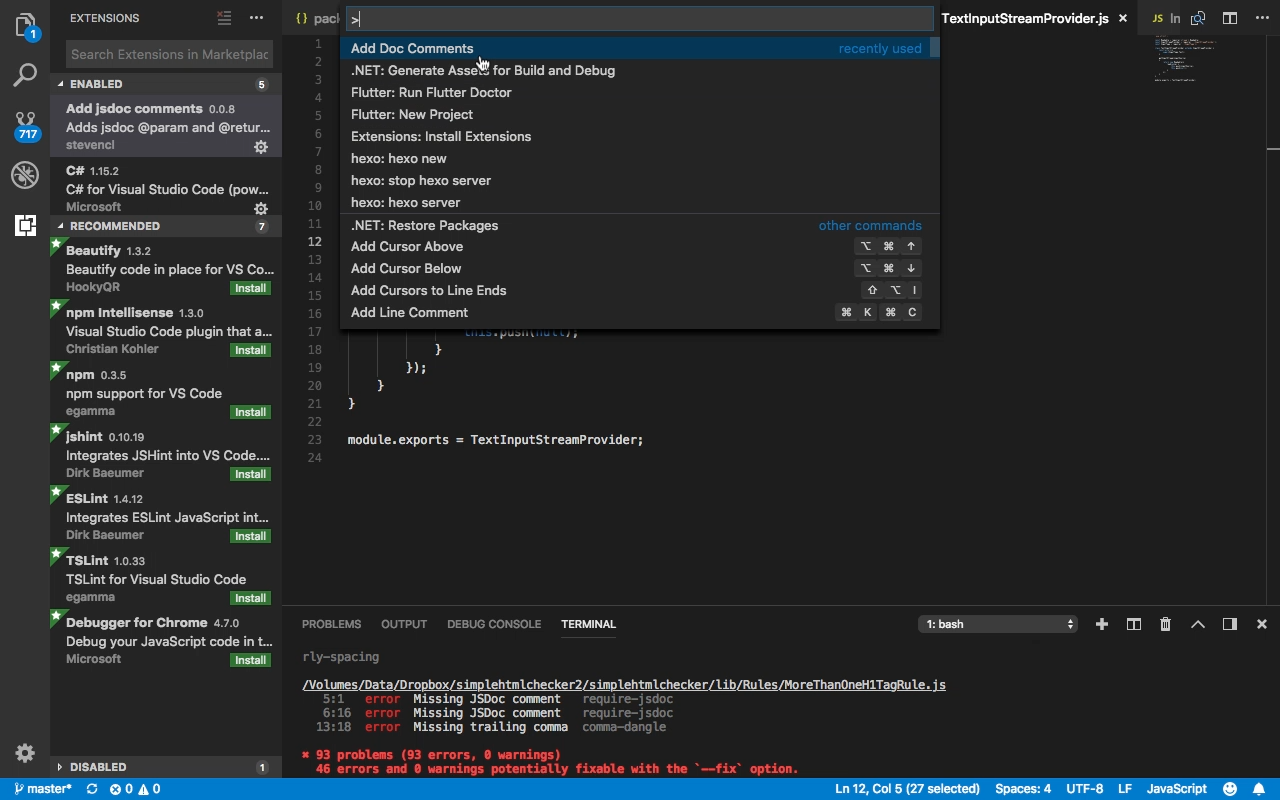 EXTENSIONS
Search Extensions in Marketplac
ENABLED 5
Add jsdoc comments 0.0.8
Adds jsdoc @param and @retur...
stevencl
C# 1.15.2
C# for Visual Studio Code (pow...
Microsoft
RECOMMENDED 7
Beautify 1.3.2
Beautify code in place for VS Co...
HookyQR Install
npm Intellisense 1.3.0
Visual Studio Code plugin that a...
Christian Kohler Install
npm 0.3.5
npm support for VS Code
egamma Install
jshint 0.10.19
Integrates JSHint into VS Code....
Dirk Baeumer Install
ESLint 1.4.12
Integrates ESLint JavaScript int...
Dirk Baeumer Install
TSLint 1.0.33
TSLint for Visual Studio Code
egamma Install
Debugger for Chrome 4.7.0
Debug your JavaScript code in t...
Microsoft Install
DISABLED 1
1
717
{} pack
TextInputStreamProvider.js ×
JS In
>
Add Doc Comments recently used
.NET: Generate Assets for Build and Debug
Flutter: Run Flutter Doctor
Flutter: New Project
Extensions: Install Extensions
hexo: hexo new
hexo: stop hexo server
hexo: hexo server
.NET: Restore Packages other commands
Add Cursor Above ⌥ ⌘ ↑
Add Cursor Below ⌥ ⌘ ↓
Add Cursors to Line Ends ⇧ ⌥ I
Add Line Comment ⌘ K ⌘ C
1
2
3
4
5
6
7
8
9
10
11
12
13
14
15
16
17 this.push(null);
18 }
19 });
20 }
21 }
22
23 module.exports = TextInputStreamProvider;
24
PROBLEMS OUTPUT DEBUG CONSOLE TERMINAL 1: bash
rly-spacing
/Volumes/Data/Dropbox/simplehtmlchecker2/simplehtmlchecker/lib/Rules/MoreThanOneH1TagRule.js
5:1 error Missing JSDoc comment require-jsdoc
6:16 error Missing JSDoc comment require-jsdoc
13:18 error Missing trailing comma comma-dangle
✖ 93 problems (93 errors, 0 warnings)
46 errors and 0 warnings potentially fixable with the `--fix` option.
master* 0 0 Ln 12, Col 5 (27 selected) Spaces: 4 UTF-8 LF JavaScript